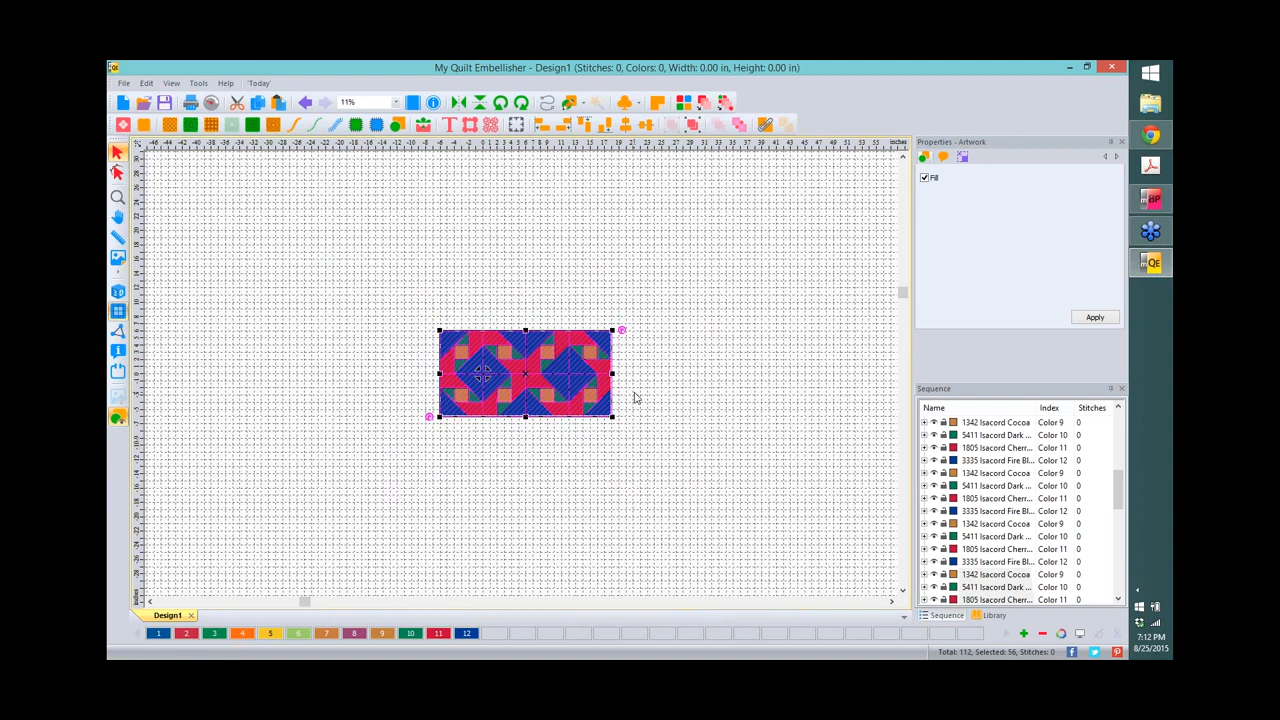 My Quilt Embellisher - Design1 (Stitches: 0, Colors: 0, Width: 0.00 in, Height: 0.00 in)
File Edit View Tools Help 'Today'
11%
inches
Properties - Artwork
Fill
Apply
Sequence
Name Index Stitches
1342 Isacord Cocoa Color 9 0
5411 Isacord Dark ... Color 10 0
1805 Isacord Cherr... Color 11 0
3335 Isacord Fire Bl... Color 12 0
1342 Isacord Cocoa Color 9 0
5411 Isacord Dark ... Color 10 0
1805 Isacord Cherr... Color 11 0
3335 Isacord Fire Bl... Color 12 0
1342 Isacord Cocoa Color 9 0
5411 Isacord Dark ... Color 10 0
1805 Isacord Cherr... Color 11 0
3335 Isacord Fire Bl... Color 12 0
1342 Isacord Cocoa Color 9 0
5411 Isacord Dark ... Color 10 0
1805 Isacord Cherr... Color 11 0
Sequence Library
Design1
1 2 3 4 5 6 7 8 9 10 11 12
Total: 112, Selected: 56, Stitches: 0
7:12 PM
8/25/2015